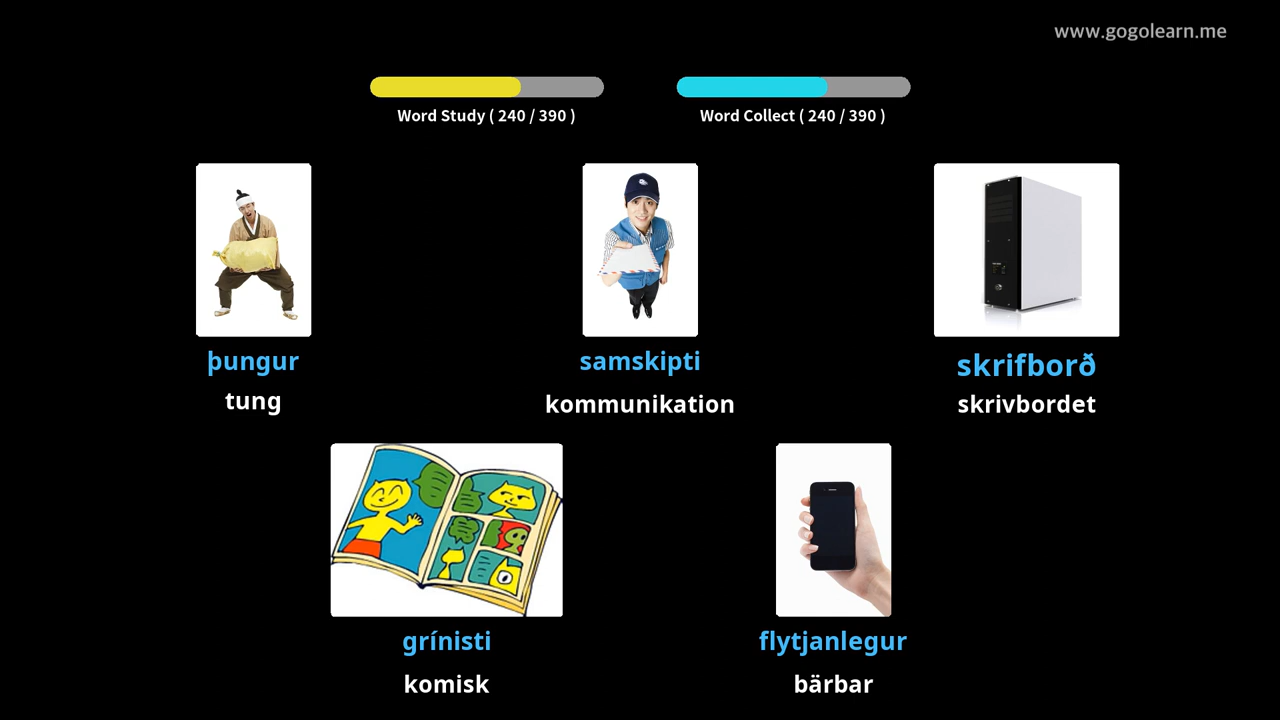 www.gogolearn.me
Word Study ( 240 / 390 )
Word Collect ( 240 / 390 )
þungur
samskipti
skrifborð
tung
kommunikation
skrivbordet
grínisti
flytjanlegur
komisk
bärbar